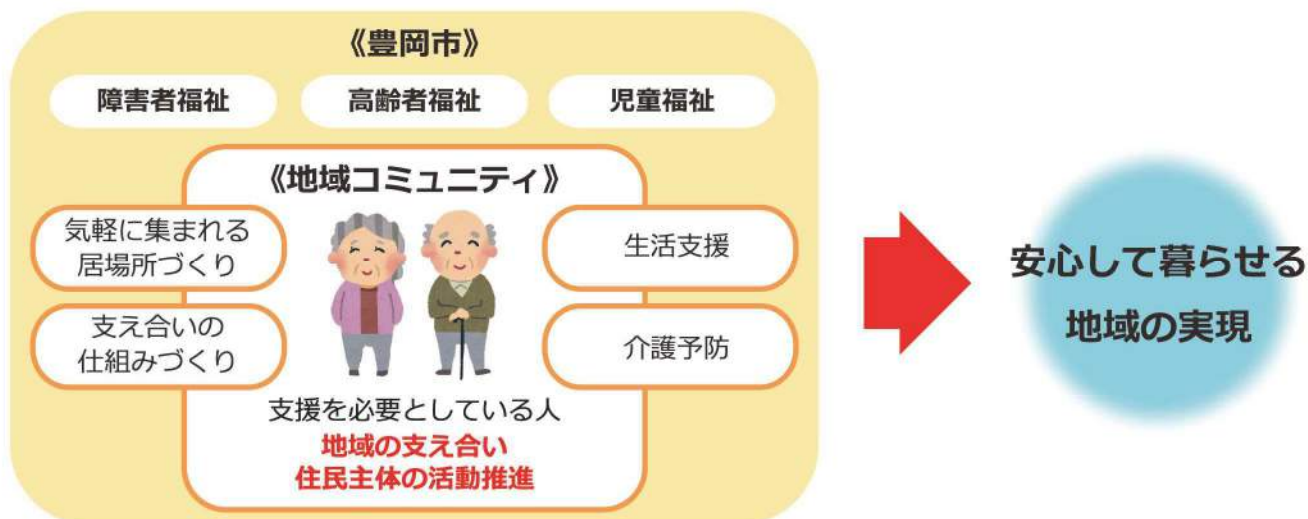 《豊岡市》
障害者福祉
高齢者福祉
児童福祉
《地域コミュニティ》
気軽に集まれる
居場所づくり
支え合いの
仕組みづくり
生活支援
介護予防
支援を必要としている人
地域の支え合い
住民主体の活動推進
安心して暮らせる
地域の実現